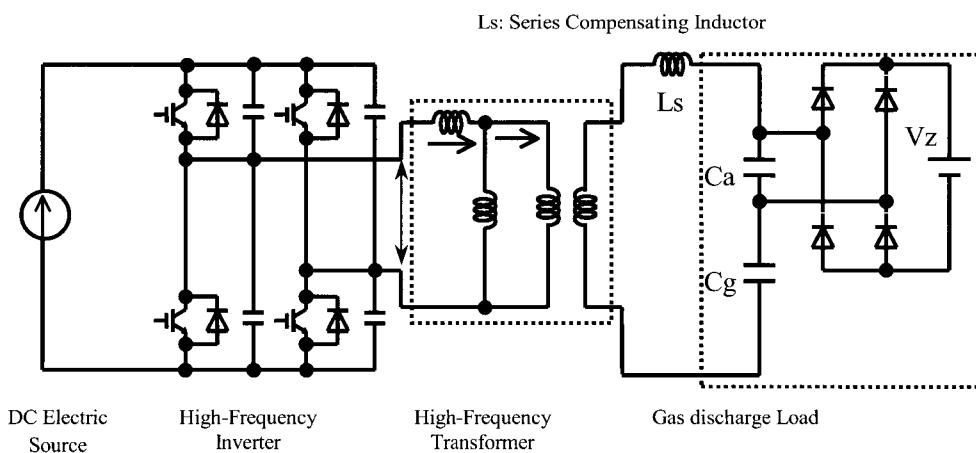 Ls: Series Compensating Inductor
Ls
Vz
Ca
Cg
DC Electric
Source
High-Frequency
Inverter
High-Frequency
Transformer
Gas discharge Load